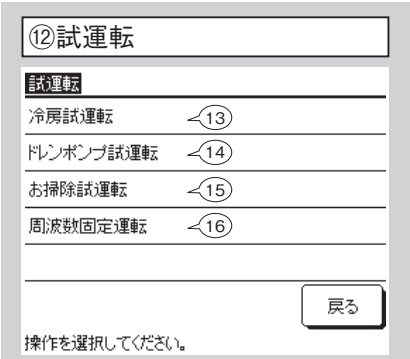 ⑫試運転
試運転
冷房試運転 ⑬
ドレンポンプ試運転 ⑭
お掃除試運転 ⑮
周波数固定運転 ⑯
戻る
操作を選択してください。